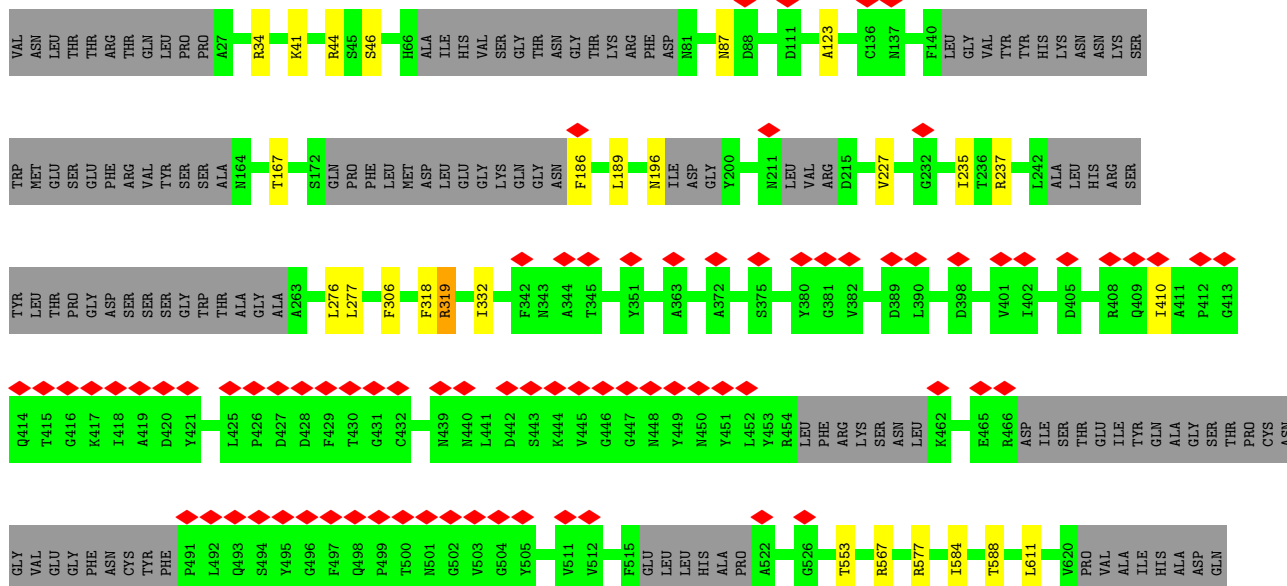 VAL ASN LEU THR THR ARG THR GLN LEU PRO PRO A27 R34 K41 R44 S45 S46 H66 ALA ILE HIS VAL SER GLY THR ASN GLY THR LYS ARG PHE ASP N81 N87 D88 D111 A123 C136 N137 F140 LEU GLY VAL TYR TYR HIS LYS ASN ASN LYS SER
TRP MET GLU SER GLU PHE ARG VAL TYR SER SER ALA N164 T167 S172 GLN PRO PHE LEU MET ASP LEU GLU GLY LYS GLN GLY ASN F186 L189 N196 ILE ASP GLY Y200 N211 LEU VAL ARG D215 V227 G232 I235 T236 R237 L242 ALA LEU HIS ARG SER
TYR LEU THR PRO GLY ASP SER SER SER GLY TRP THR ALA GLY ALA A263 L276 L277 F306 F318 R319 I332 F342 N343 A344 T345 Y351 A363 A372 S375 Y380 G381 V382 D389 L390 D398 V401 I402 D405 R408 Q409 I410 A411 P412 G413
Q414 T415 G416 K417 I418 A419 D420 Y421 L425 P426 D427 D428 F429 T430 G431 C432 N439 N440 L441 D442 S443 K444 V445 G446 G447 N448 Y449 N450 Y451 L452 Y453 R454 LEU PHE ARG LYS SER ASN LEU K462 E465 R466 ASP ILE SER THR GLU ILE TYR GLN ALA GLY SER THR PRO CYS ASN
GLY VAL GLU GLY PHE ASN CYS TYR PHE P491 L492 Q493 S494 Y495 G496 F497 Q498 P499 T500 N501 G502 V503 G504 Y505 V511 V512 F515 GLU LEU LEU HIS ALA PRO A522 G526 T553 R567 R577 I584 T588 L611 V620 PRO VAL ALA ILE HIS ALA ASP GLN